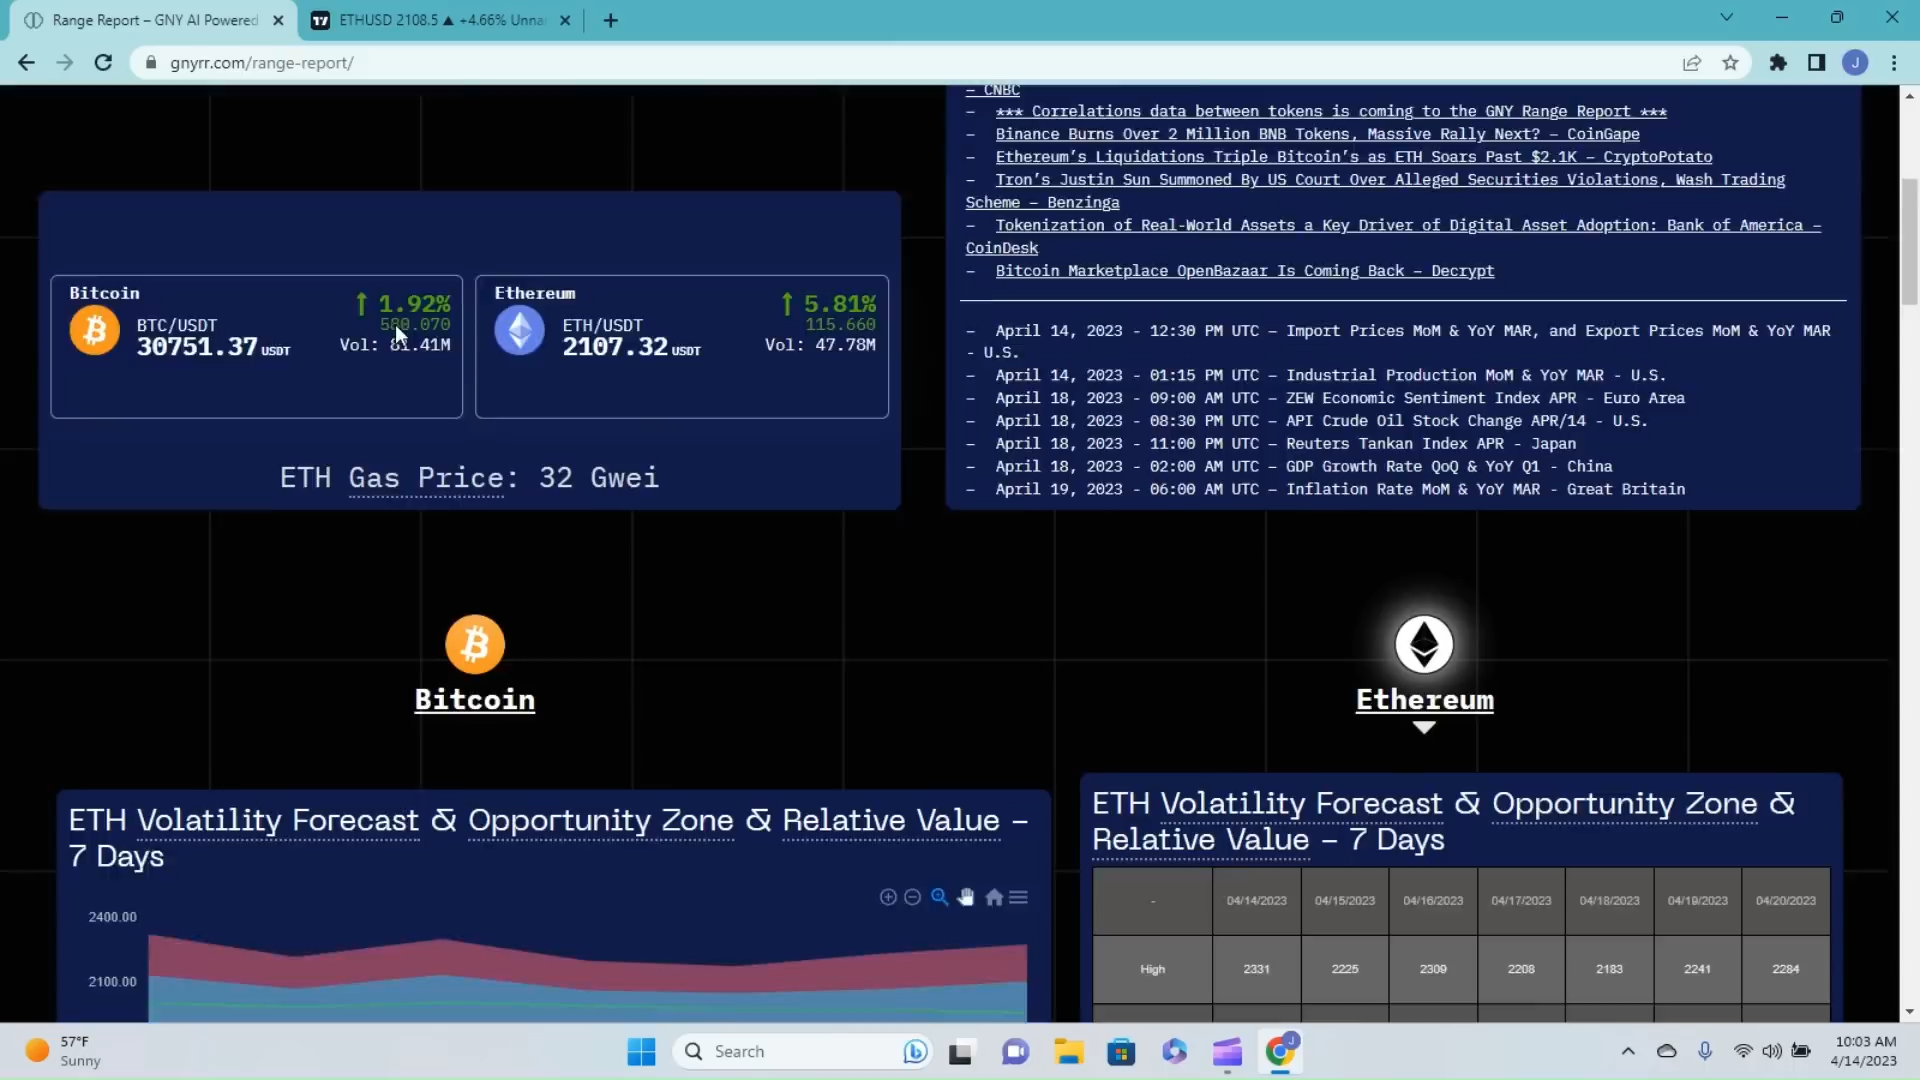 Range Report – GNY AI Powered
ETHUSD 2108.5 ▲ +4.66% Unna
gnyrr.com/range-report/
J
– CNBC
– *** Correlations data between tokens is coming to the GNY Range Report ***
– Binance Burns Over 2 Million BNB Tokens, Massive Rally Next? – CoinGape
– Ethereum’s Liquidations Triple Bitcoin’s as ETH Soars Past $2.1K – CryptoPotato
– Tron’s Justin Sun Summoned By US Court Over Alleged Securities Violations, Wash Trading
Scheme – Benzinga
– Tokenization of Real-World Assets a Key Driver of Digital Asset Adoption: Bank of America –
CoinDesk
– Bitcoin Marketplace OpenBazaar Is Coming Back – Decrypt
– April 14, 2023 - 12:30 PM UTC – Import Prices MoM & YoY MAR, and Export Prices MoM & YoY MAR
- U.S.
– April 14, 2023 - 01:15 PM UTC – Industrial Production MoM & YoY MAR - U.S.
– April 18, 2023 - 09:00 AM UTC – ZEW Economic Sentiment Index APR - Euro Area
– April 18, 2023 - 08:30 PM UTC – API Crude Oil Stock Change APR/14 - U.S.
– April 18, 2023 - 11:00 PM UTC – Reuters Tankan Index APR - Japan
– April 18, 2023 - 02:00 AM UTC – GDP Growth Rate QoQ & YoY Q1 - China
– April 19, 2023 - 06:00 AM UTC – Inflation Rate MoM & YoY MAR - Great Britain
Bitcoin
↑ 1.92%
BTC/USDT
580.070
30751.37 USDT
Vol: 81.41M
Ethereum
↑ 5.81%
ETH/USDT
115.660
2107.32 USDT
Vol: 47.78M
ETH Gas Price: 32 Gwei
Bitcoin
Ethereum
ETH Volatility Forecast & Opportunity Zone & Relative Value –
7 Days
2400.00
2100.00
ETH Volatility Forecast & Opportunity Zone &
Relative Value – 7 Days
- 04/14/2023 04/15/2023 04/16/2023 04/17/2023 04/18/2023 04/19/2023 04/20/2023
High 2331 2225 2309 2208 2183 2241 2284
57°F
Sunny
Search
J
10:03 AM
4/14/2023